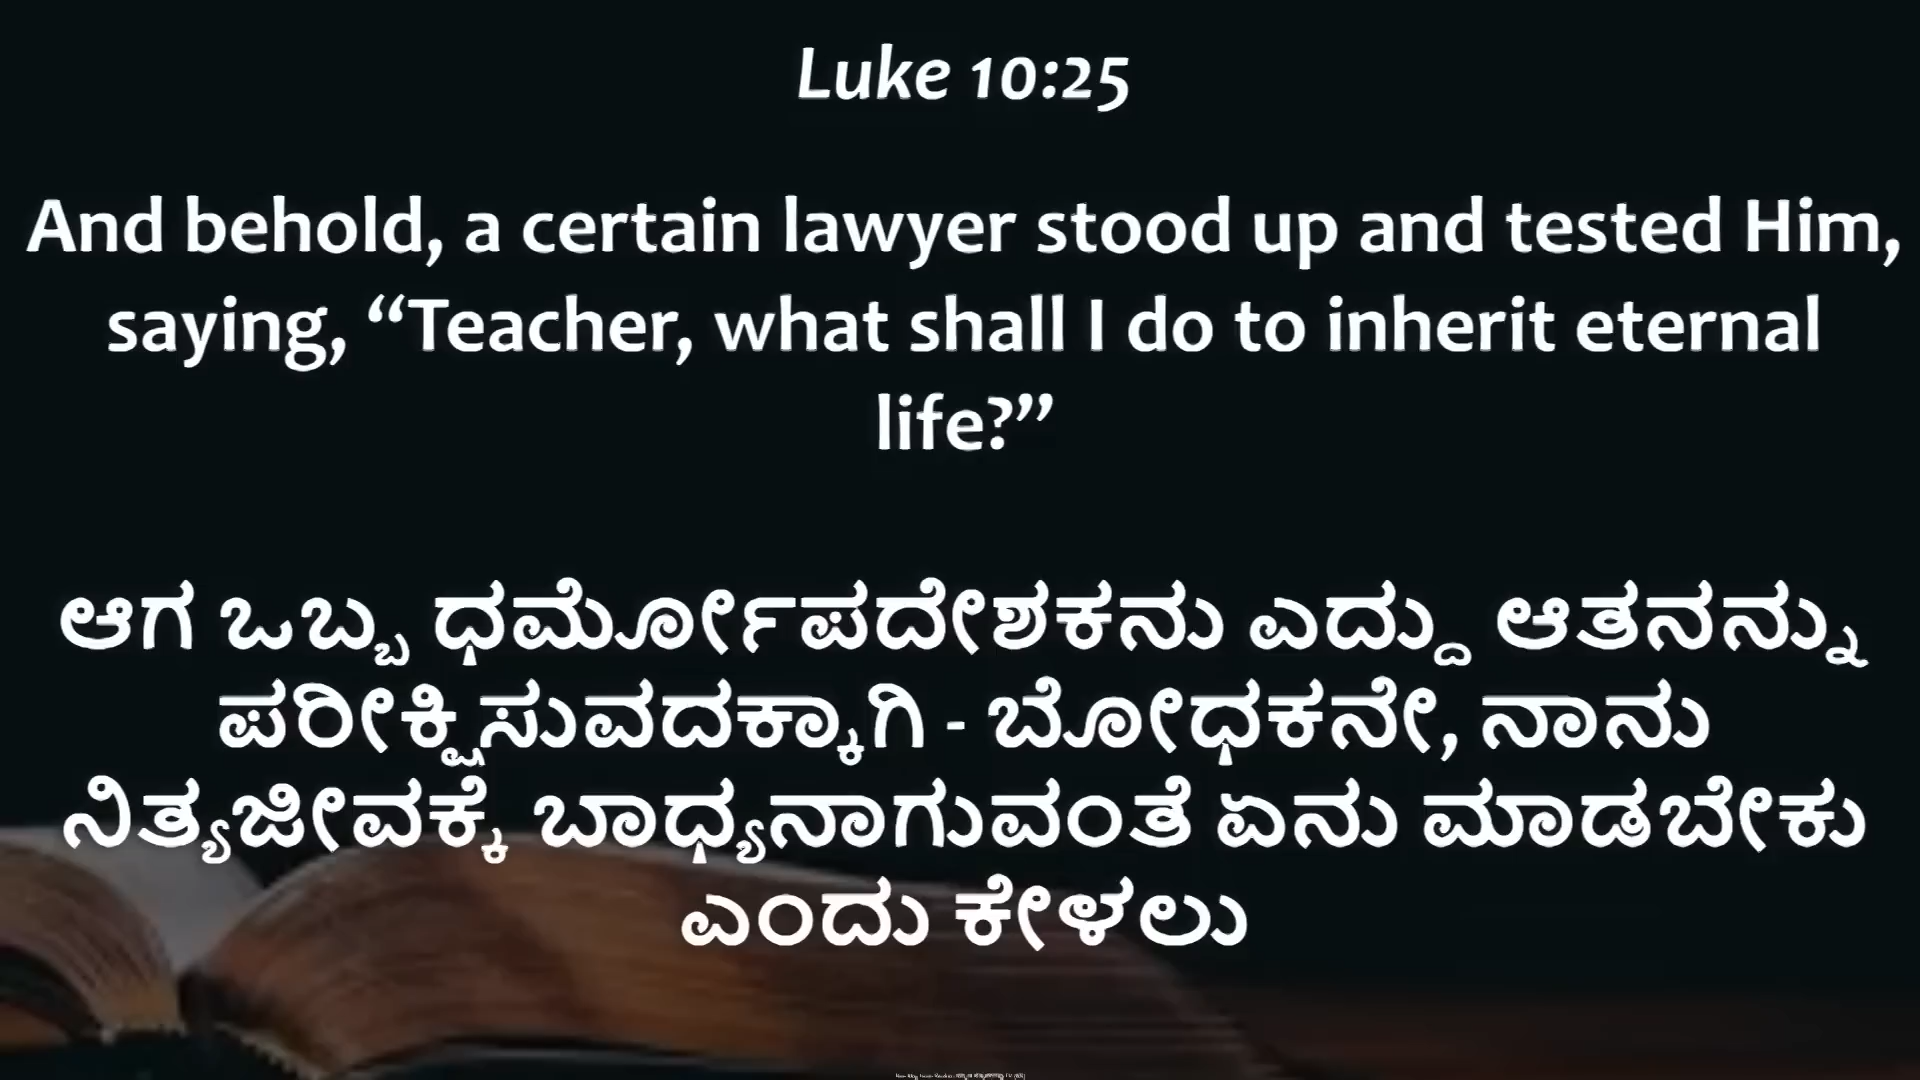 Luke 10:25
And behold, a certain lawyer stood up and tested Him,
saying, “Teacher, what shall I do to inherit eternal
life?”
ಆಗ ಒಬ್ಬ ಧರ್ಮೋಪದೇಶಕನು ಎದ್ದು ಆತನನ್ನು
ಪರೀಕ್ಷಿಸುವದಕ್ಕಾಗಿ - ಬೋಧಕನೇ, ನಾನು
ನಿತ್ಯಜೀವಕ್ಕೆ ಬಾಧ್ಯನಾಗುವಂತೆ ಏನು ಮಾಡಬೇಕು
ಎಂದು ಕೇಳಲು